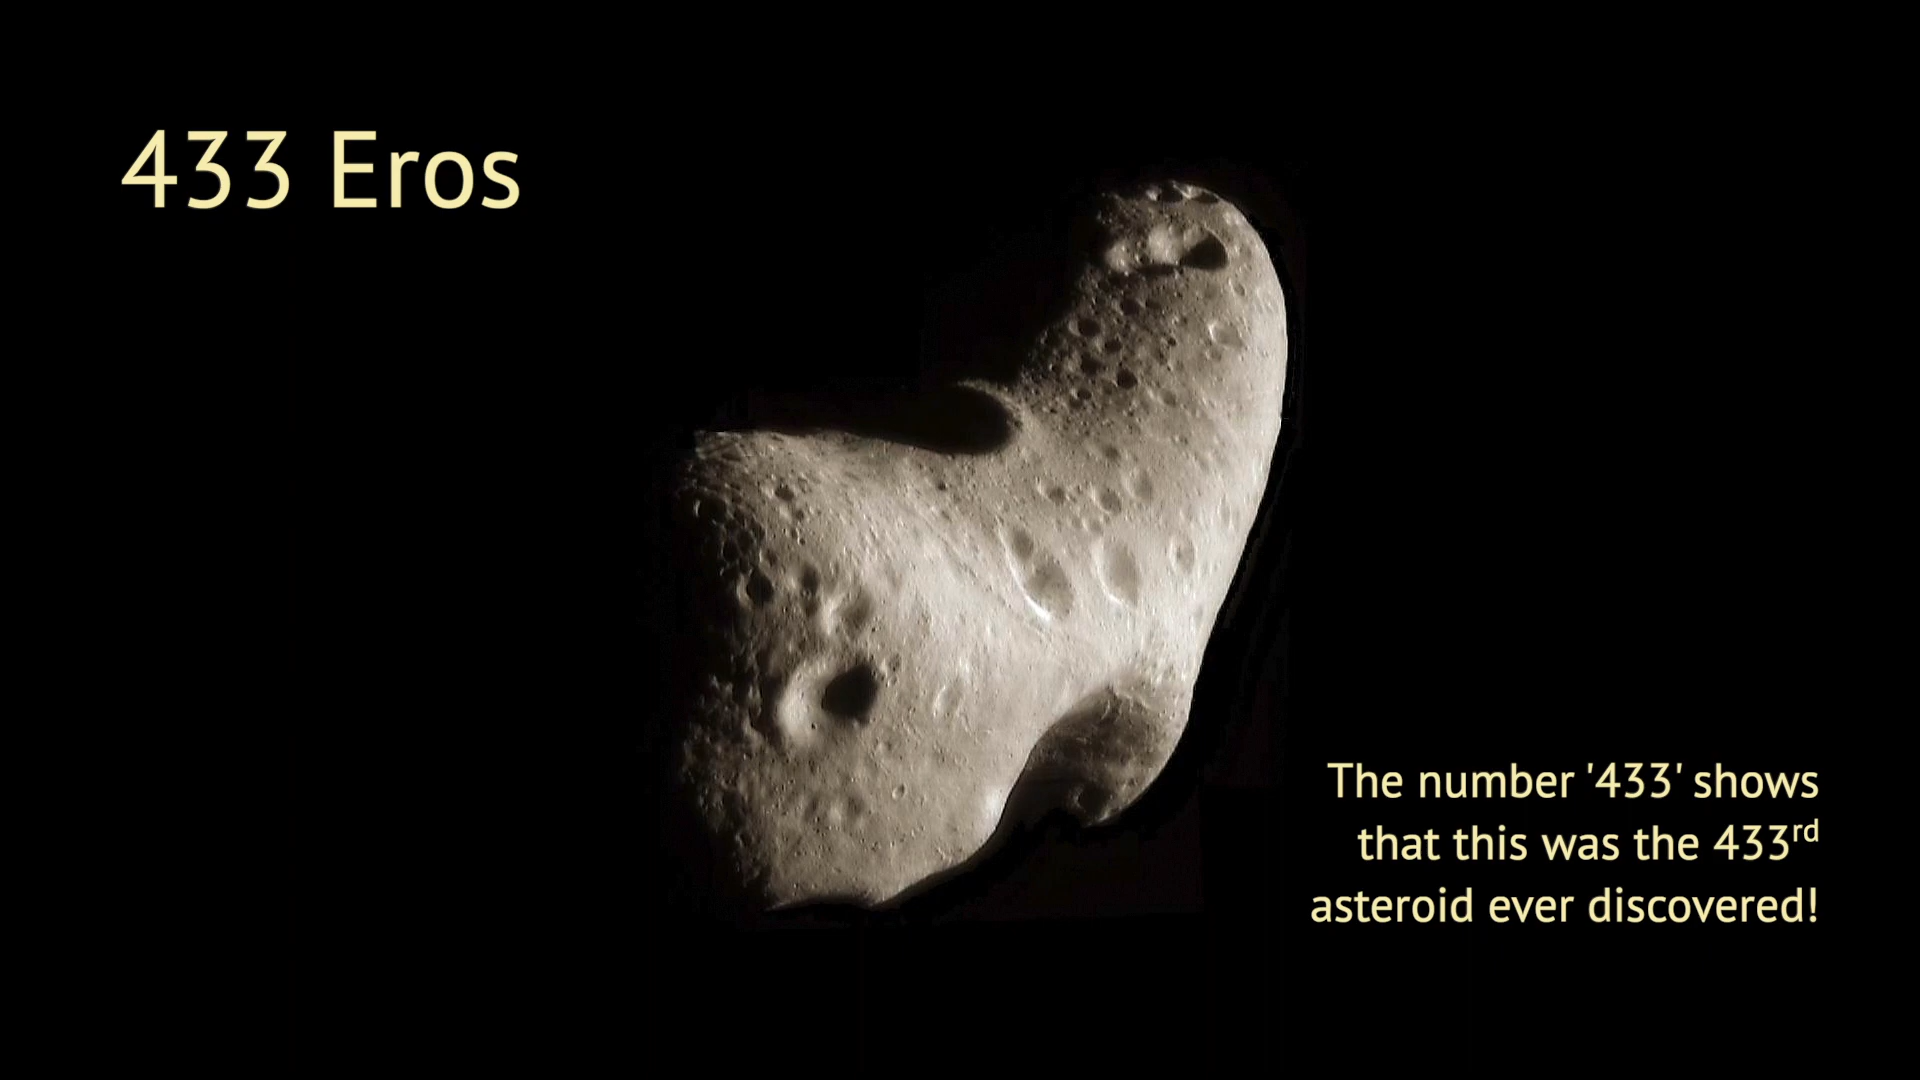 433 Eros
The number '433' shows
that this was the 433rd
asteroid ever discovered!